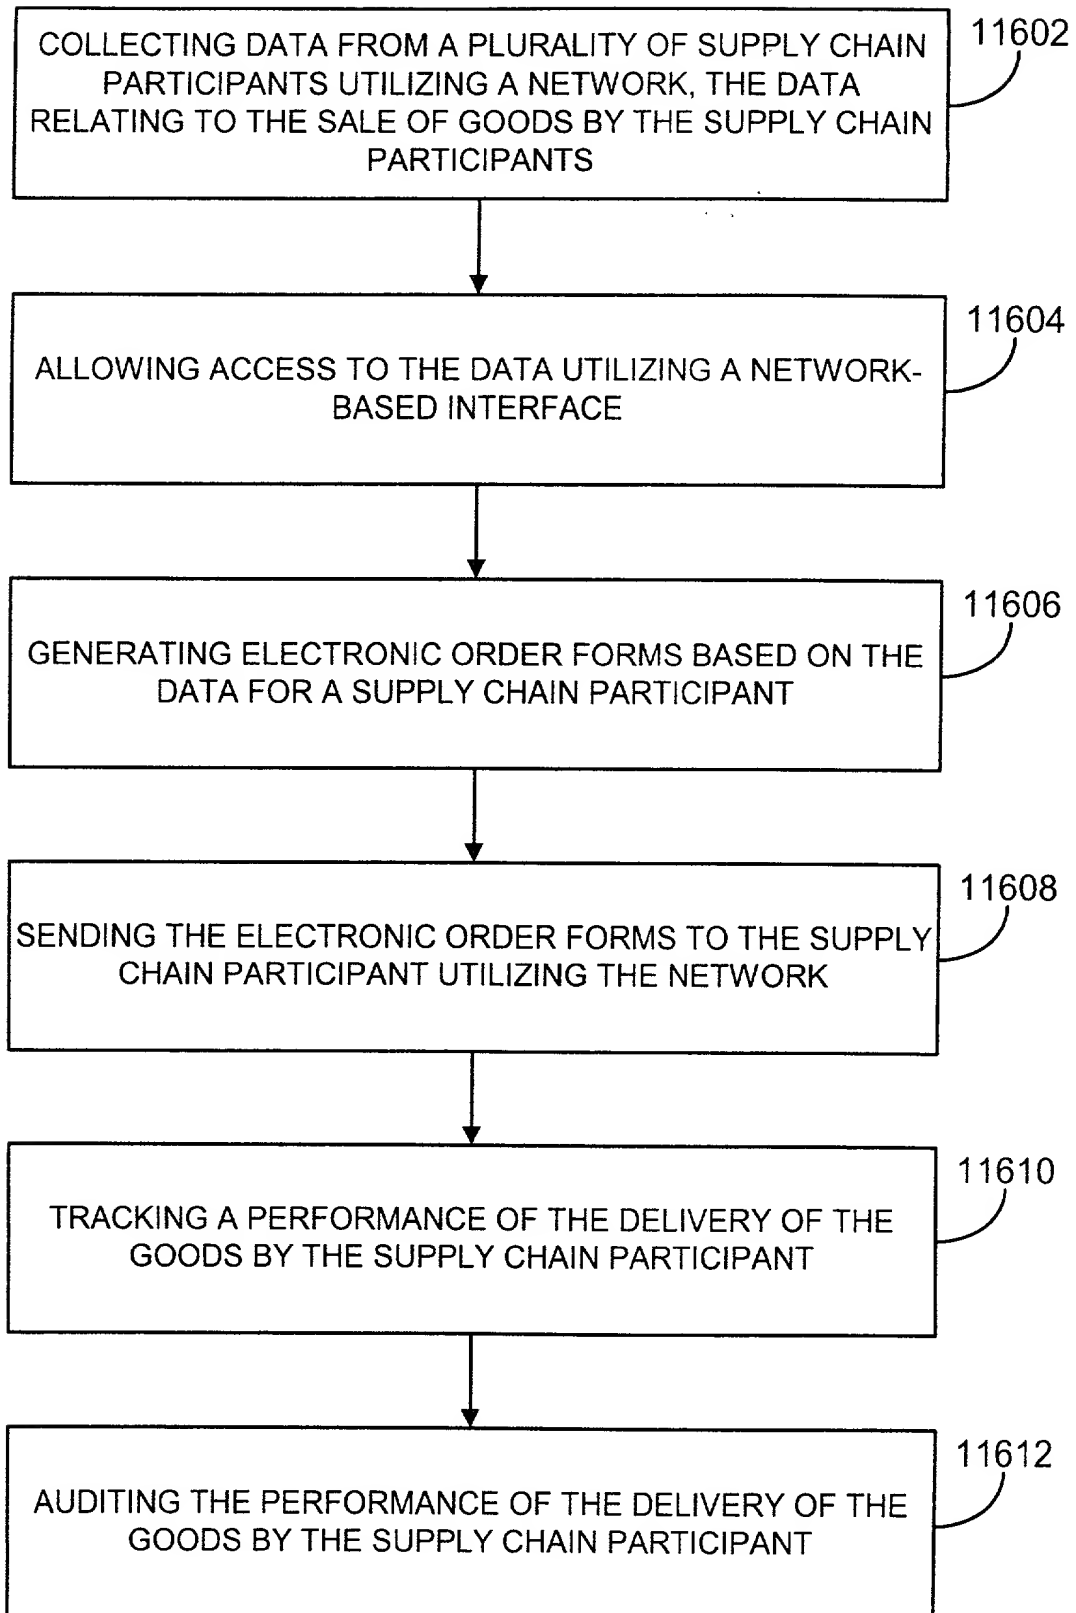 COLLECTING DATA FROM A PLURALITY OF SUPPLY CHAIN
PARTICIPANTS UTILIZING A NETWORK, THE DATA
RELATING TO THE SALE OF GOODS BY THE SUPPLY CHAIN
PARTICIPANTS
11602
ALLOWING ACCESS TO THE DATA UTILIZING A NETWORK-
BASED INTERFACE
11604
GENERATING ELECTRONIC ORDER FORMS BASED ON THE
DATA FOR A SUPPLY CHAIN PARTICIPANT
11606
SENDING THE ELECTRONIC ORDER FORMS TO THE SUPPLY
CHAIN PARTICIPANT UTILIZING THE NETWORK
11608
TRACKING A PERFORMANCE OF THE DELIVERY OF THE
GOODS BY THE SUPPLY CHAIN PARTICIPANT
11610
AUDITING THE PERFORMANCE OF THE DELIVERY OF THE
GOODS BY THE SUPPLY CHAIN PARTICIPANT
11612